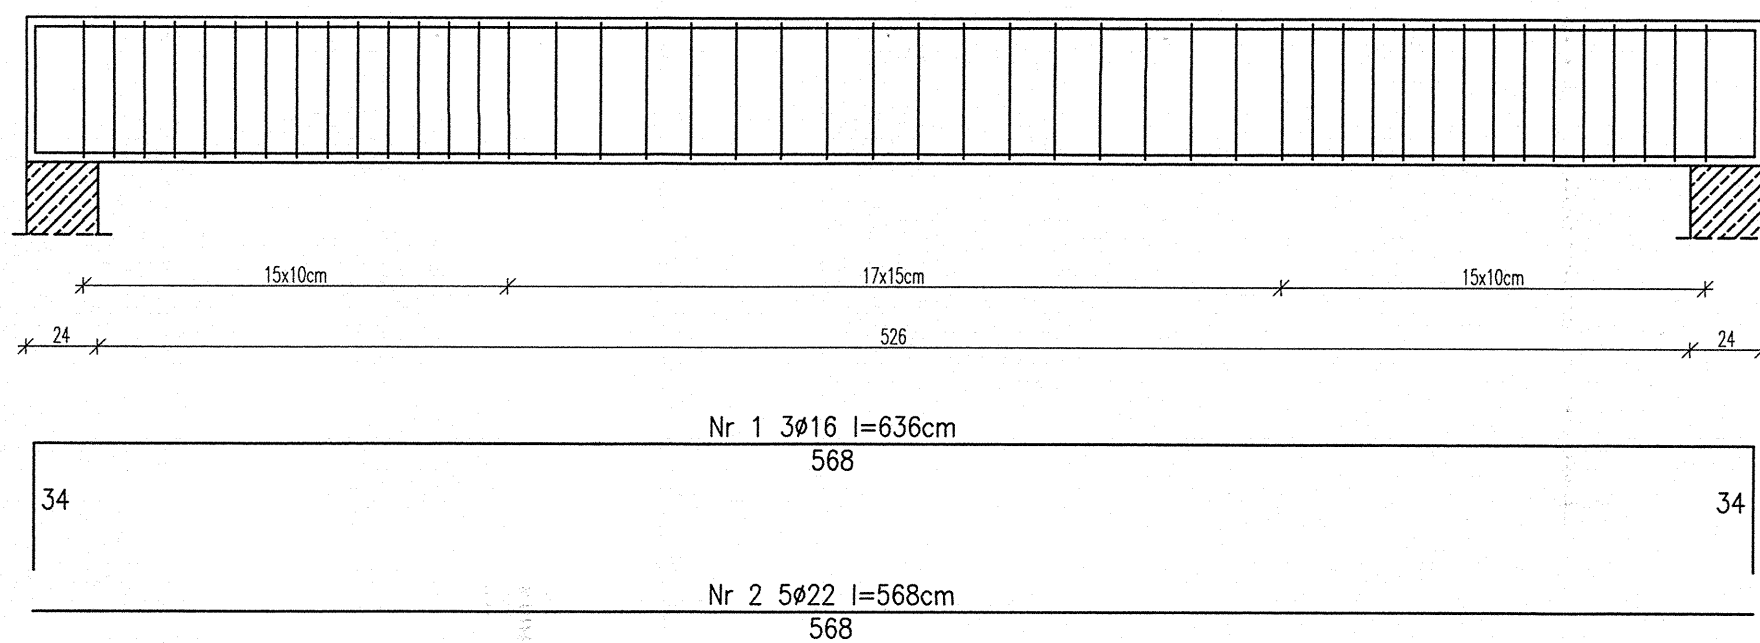 15x10cm 17x15cm 15x10cm
24 526 24
Nr 1 3ø16 l=636cm
568
34 34
Nr 2 5ø22 l=568cm
568